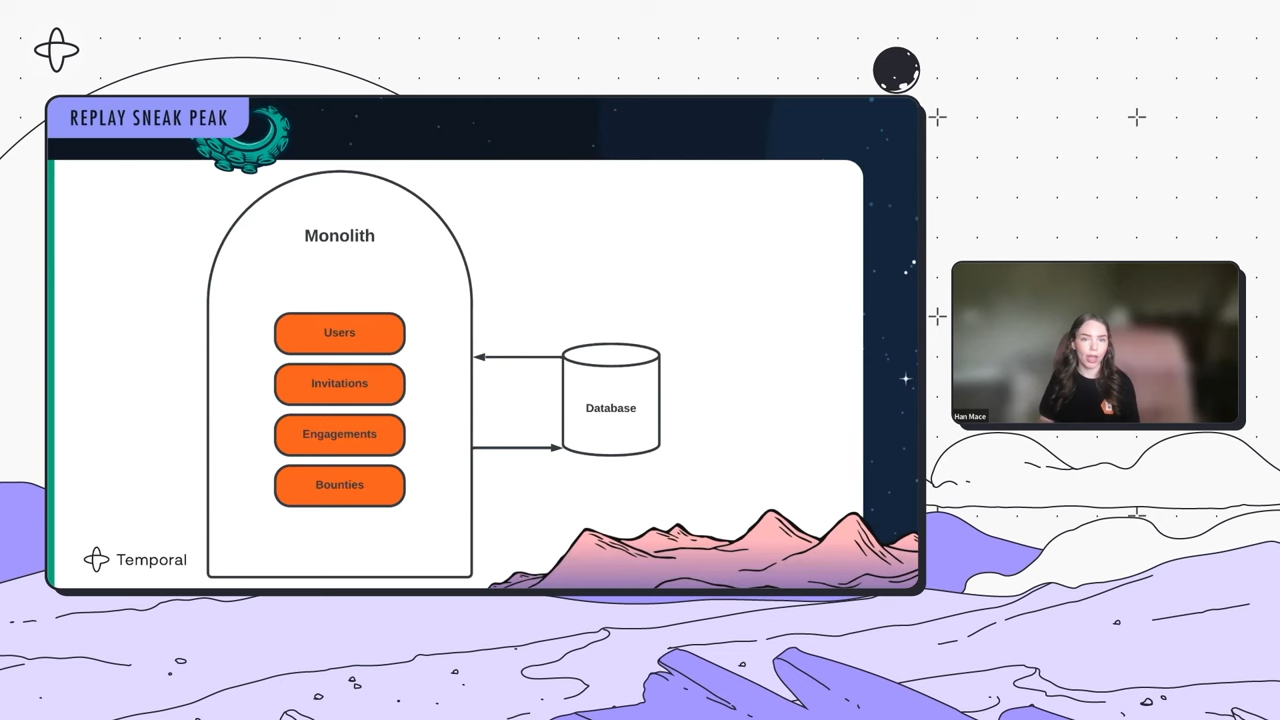 REPLAY SNEAK PEAK
Monolith
Users
Invitations
Engagements
Bounties
Database
Temporal
Han Mace